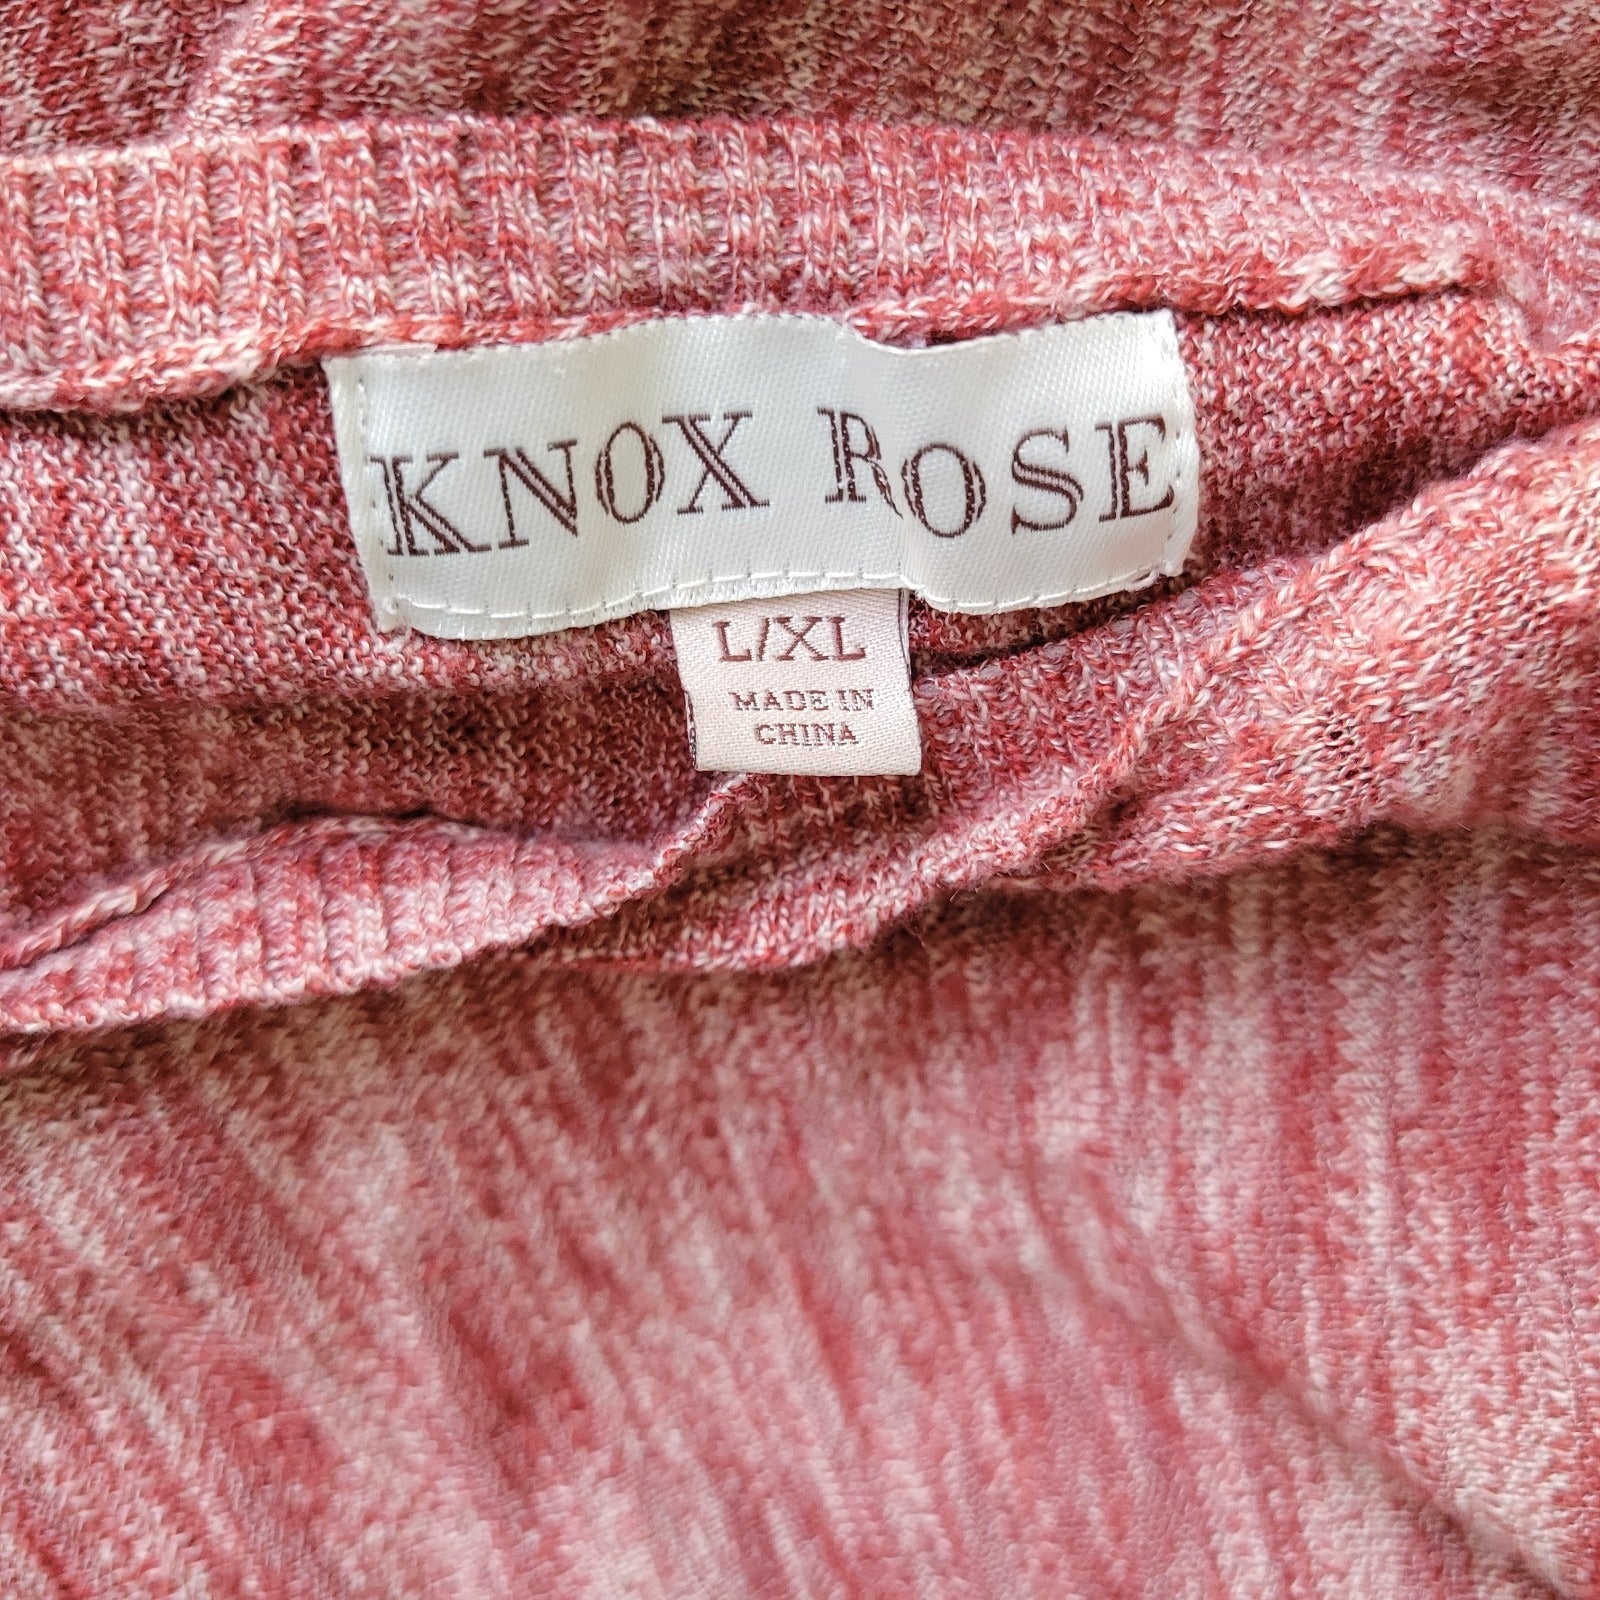 KNOX ROSE
L/XL
MADE IN
CHINA